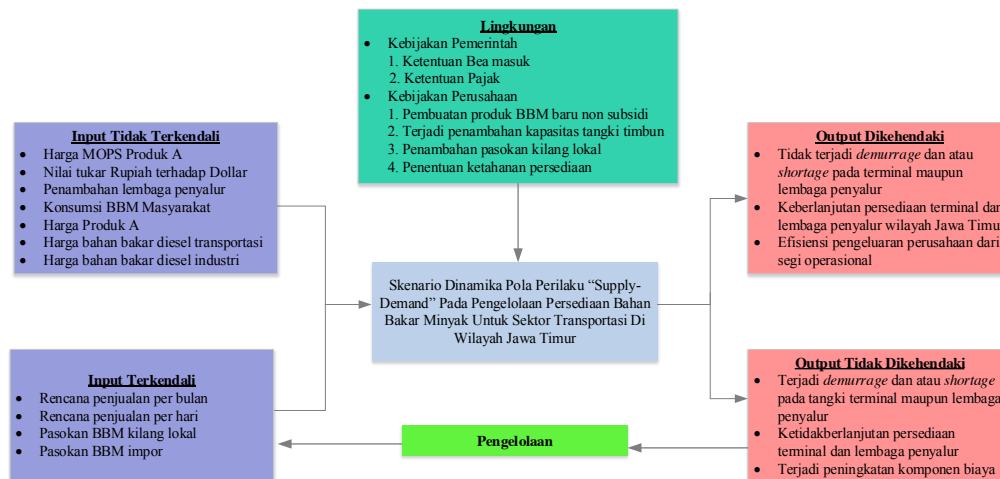 Lingkungan
• Kebijakan Pemerintah
1. Ketentuan Bea masuk
2. Ketentuan Pajak
• Kebijakan Perusahaan
1. Pembuatan produk BBM baru non subsidi
2. Terjadi penambahan kapasitas tangki timbun
3. Penambahan pasokan kilang lokal
4. Penentuan ketahanan persediaan
Input Tidak Terkendali
• Harga MOPS Produk A
• Nilai tukar Rupiah terhadap Dollar
• Penambahan lembaga penyalur
• Konsumsi BBM Masyarakat
• Harga Produk A
• Harga bahan bakar diesel transportasi
• Harga bahan bakar diesel industri
Output Dikehendaki
• Tidak terjadi demurrage dan atau
shortage pada terminal maupun
lembaga penyalur
• Keberlanjutan persediaan terminal dan
lembaga penyalur wilayah Jawa Timur
• Efisiensi pengeluaran perusahaan dari
segi operasional
Skenario Dinamika Pola Perilaku “Supply-
Demand” Pada Pengelolaan Persediaan Bahan
Bakar Minyak Untuk Sektor Transportasi Di
Wilayah Jawa Timur
Input Terkendali
• Rencana penjualan per bulan
• Rencana penjualan per hari
• Pasokan BBM kilang lokal
• Pasokan BBM impor
Pengelolaan
Output Tidak Dikehendaki
• Terjadi demurrage dan atau shortage
pada tangki terminal maupun lembaga
penyalur
• Ketidakberlanjutan persediaan
terminal dan lembaga penyalur
• Terjadi peningkatan komponen biaya